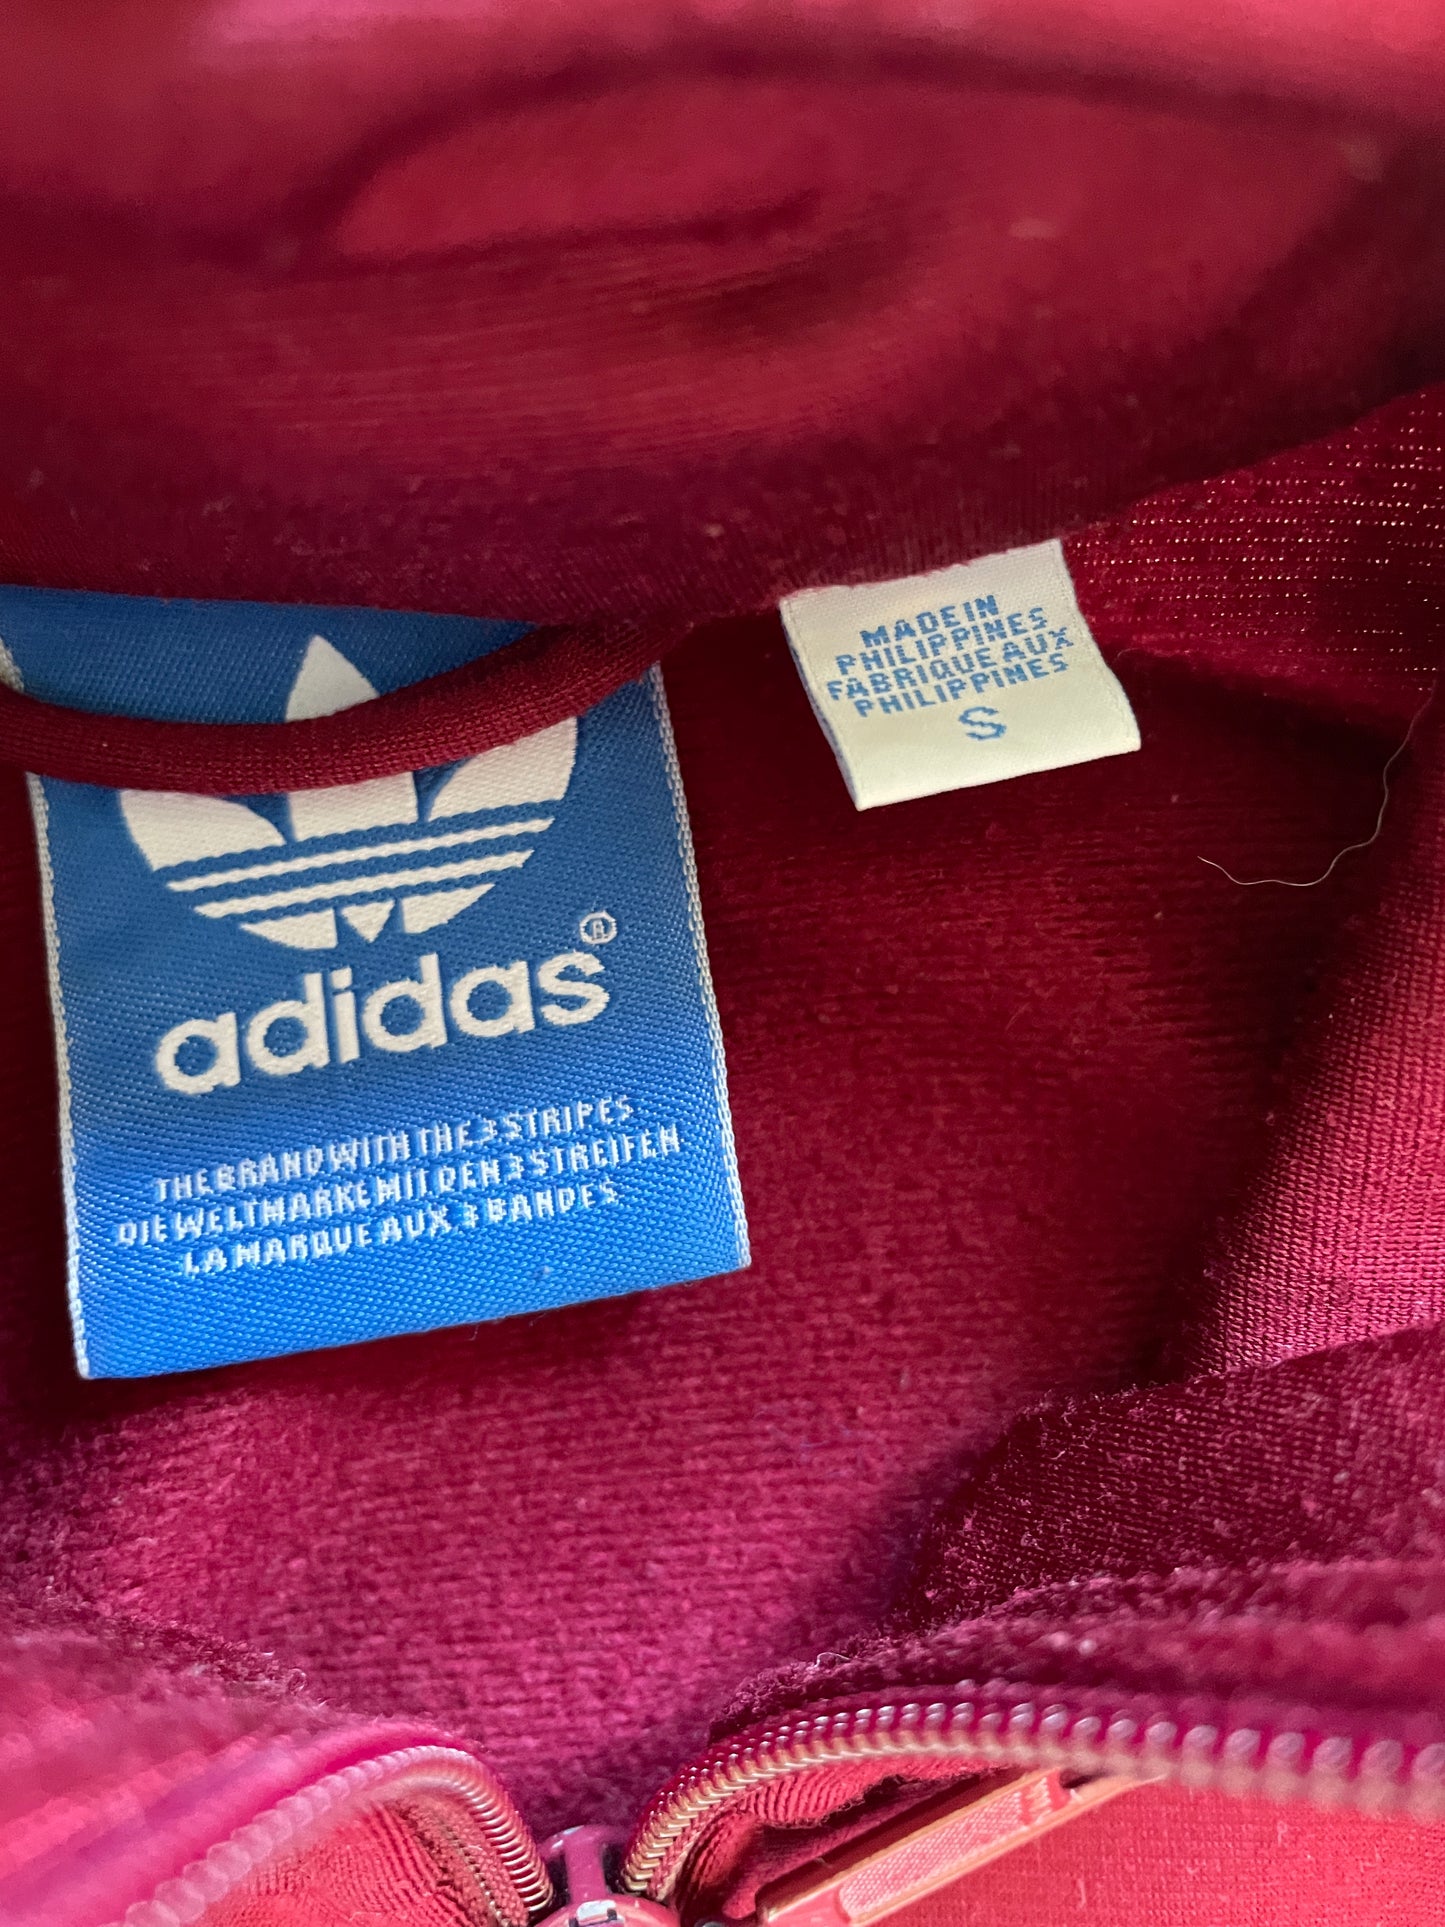 MADE IN
PHILIPPINES
FABRIQUE AUX
PHILIPPINES
S
adidas®
THE BRAND WITH THE 3 STRIPES
DIE WELTMARKE MIT DEN 3 STREIFEN
LA MARQUE AUX 3 BANDES